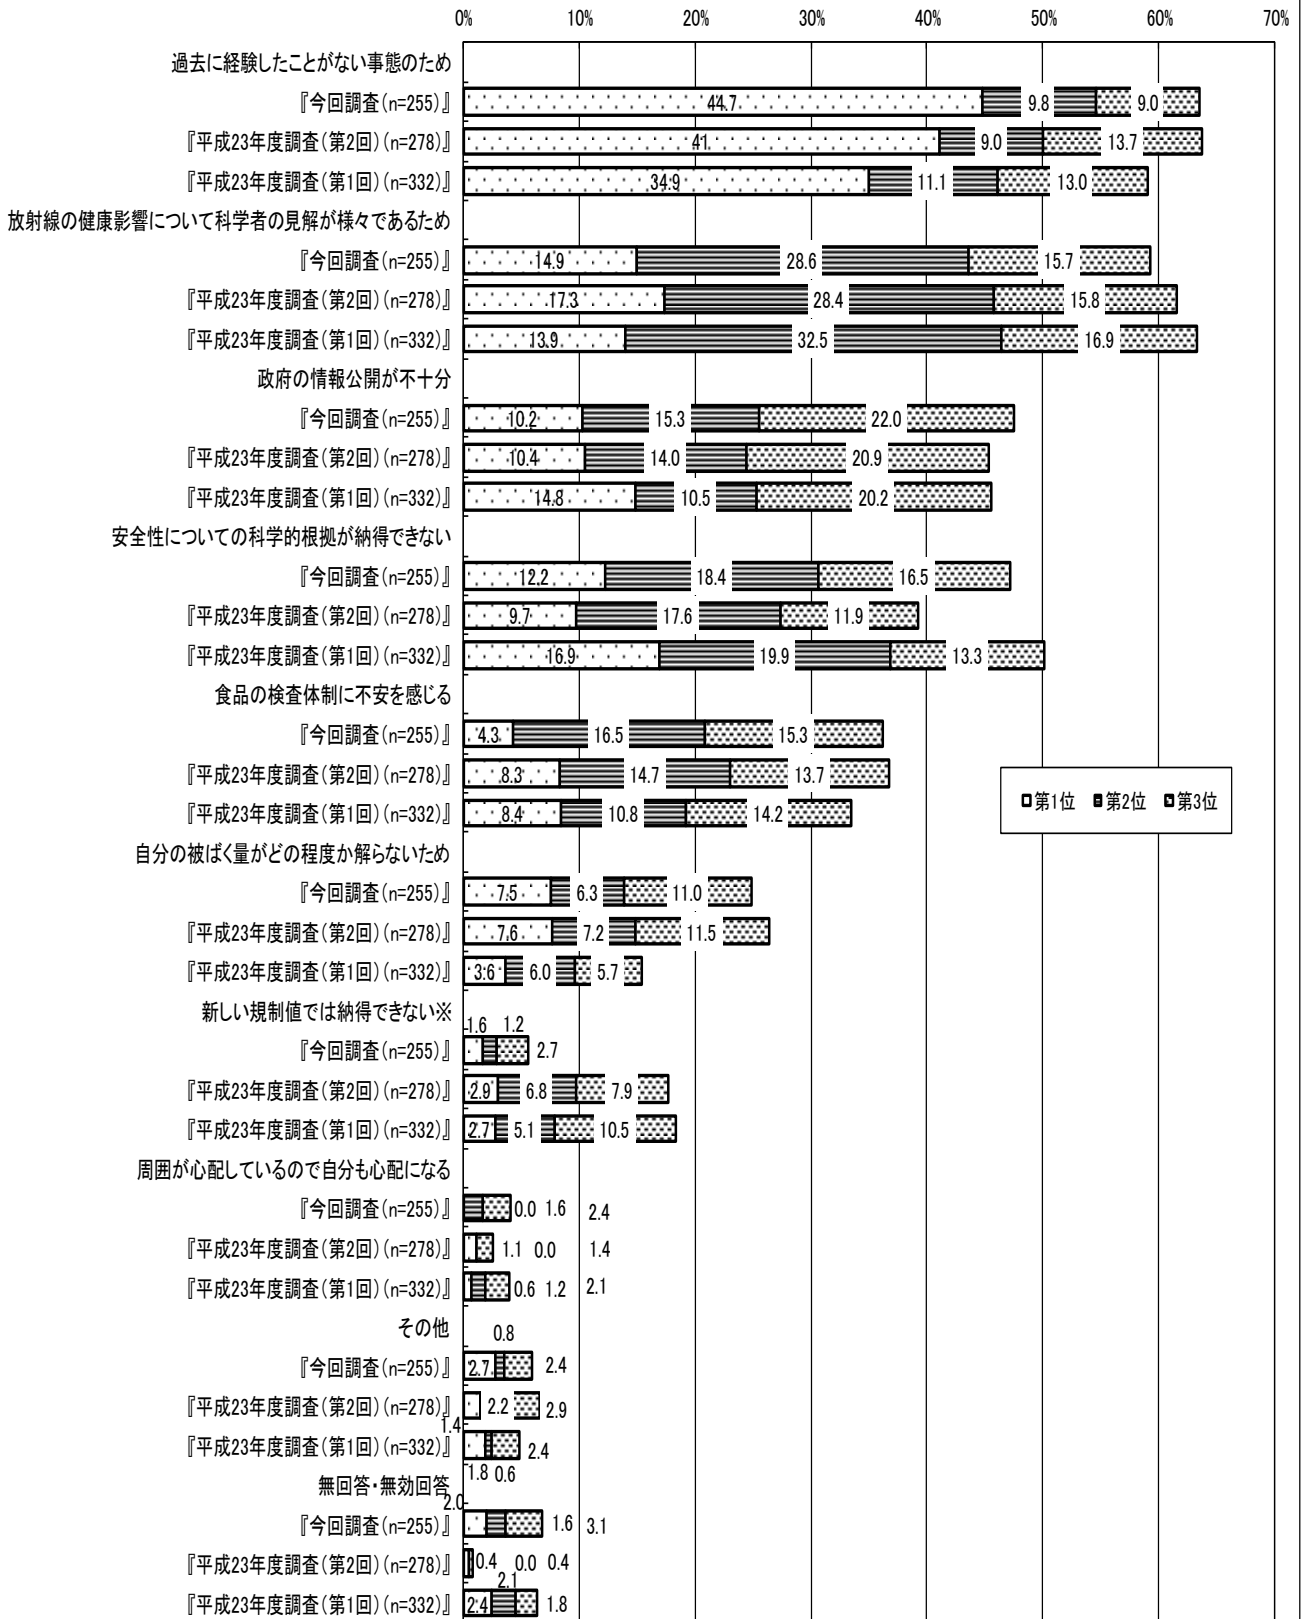 0% 10% 20% 30% 40% 50% 60% 70%
過去に経験したことがない事態のため
『今回調査(n=255)』 44.7 9.8 9.0
『平成23年度調査(第2回)(n=278)』 41 9.0 13.7
『平成23年度調査(第1回)(n=332)』 34.9 11.1 13.0
放射線の健康影響について科学者の見解が様々であるため
『今回調査(n=255)』 14.9 28.6 15.7
『平成23年度調査(第2回)(n=278)』 17.3 28.4 15.8
『平成23年度調査(第1回)(n=332)』 13.9 32.5 16.9
政府の情報公開が不十分
『今回調査(n=255)』 10.2 15.3 22.0
『平成23年度調査(第2回)(n=278)』 10.4 14.0 20.9
『平成23年度調査(第1回)(n=332)』 14.8 10.5 20.2
安全性についての科学的根拠が納得できない
『今回調査(n=255)』 12.2 18.4 16.5
『平成23年度調査(第2回)(n=278)』 9.7 17.6 11.9
『平成23年度調査(第1回)(n=332)』 16.9 19.9 13.3
食品の検査体制に不安を感じる
『今回調査(n=255)』 4.3 16.5 15.3
『平成23年度調査(第2回)(n=278)』 8.3 14.7 13.7
『平成23年度調査(第1回)(n=332)』 8.4 10.8 14.2
第1位 第2位 第3位
自分の被ばく量がどの程度か解らないため
『今回調査(n=255)』 7.5 6.3 11.0
『平成23年度調査(第2回)(n=278)』 7.6 7.2 11.5
『平成23年度調査(第1回)(n=332)』 3.6 6.0 5.7
新しい規制値では納得できない※
『今回調査(n=255)』 1.6 1.2 2.7
『平成23年度調査(第2回)(n=278)』 2.9 6.8 7.9
『平成23年度調査(第1回)(n=332)』 2.7 5.1 10.5
周囲が心配しているので自分も心配になる
『今回調査(n=255)』 0.0 1.6 2.4
『平成23年度調査(第2回)(n=278)』 1.1 0.0 1.4
『平成23年度調査(第1回)(n=332)』 0.6 1.2 2.1
その他
『今回調査(n=255)』 2.7 0.8 2.4
『平成23年度調査(第2回)(n=278)』 1.4 2.2 2.9
『平成23年度調査(第1回)(n=332)』 1.8 0.6 2.4
無回答・無効回答
『今回調査(n=255)』 2.0 1.6 3.1
『平成23年度調査(第2回)(n=278)』 0.4 0.0 0.4
『平成23年度調査(第1回)(n=332)』 2.4 2.1 1.8